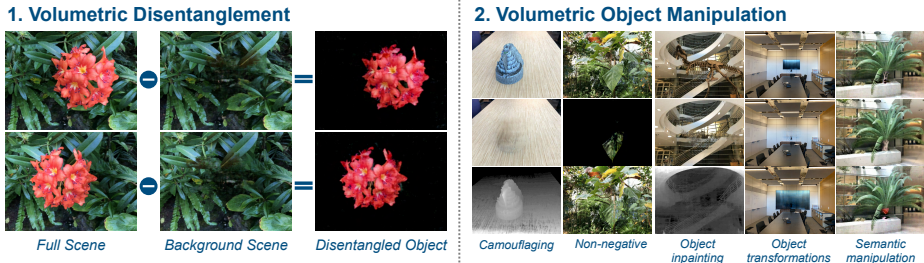 1. Volumetric Disentanglement
Full Scene
Background Scene
Disentangled Object
2. Volumetric Object Manipulation
Camouflaging
Non-negative
Object
inpainting
Object
transformations
Semantic
manipulation